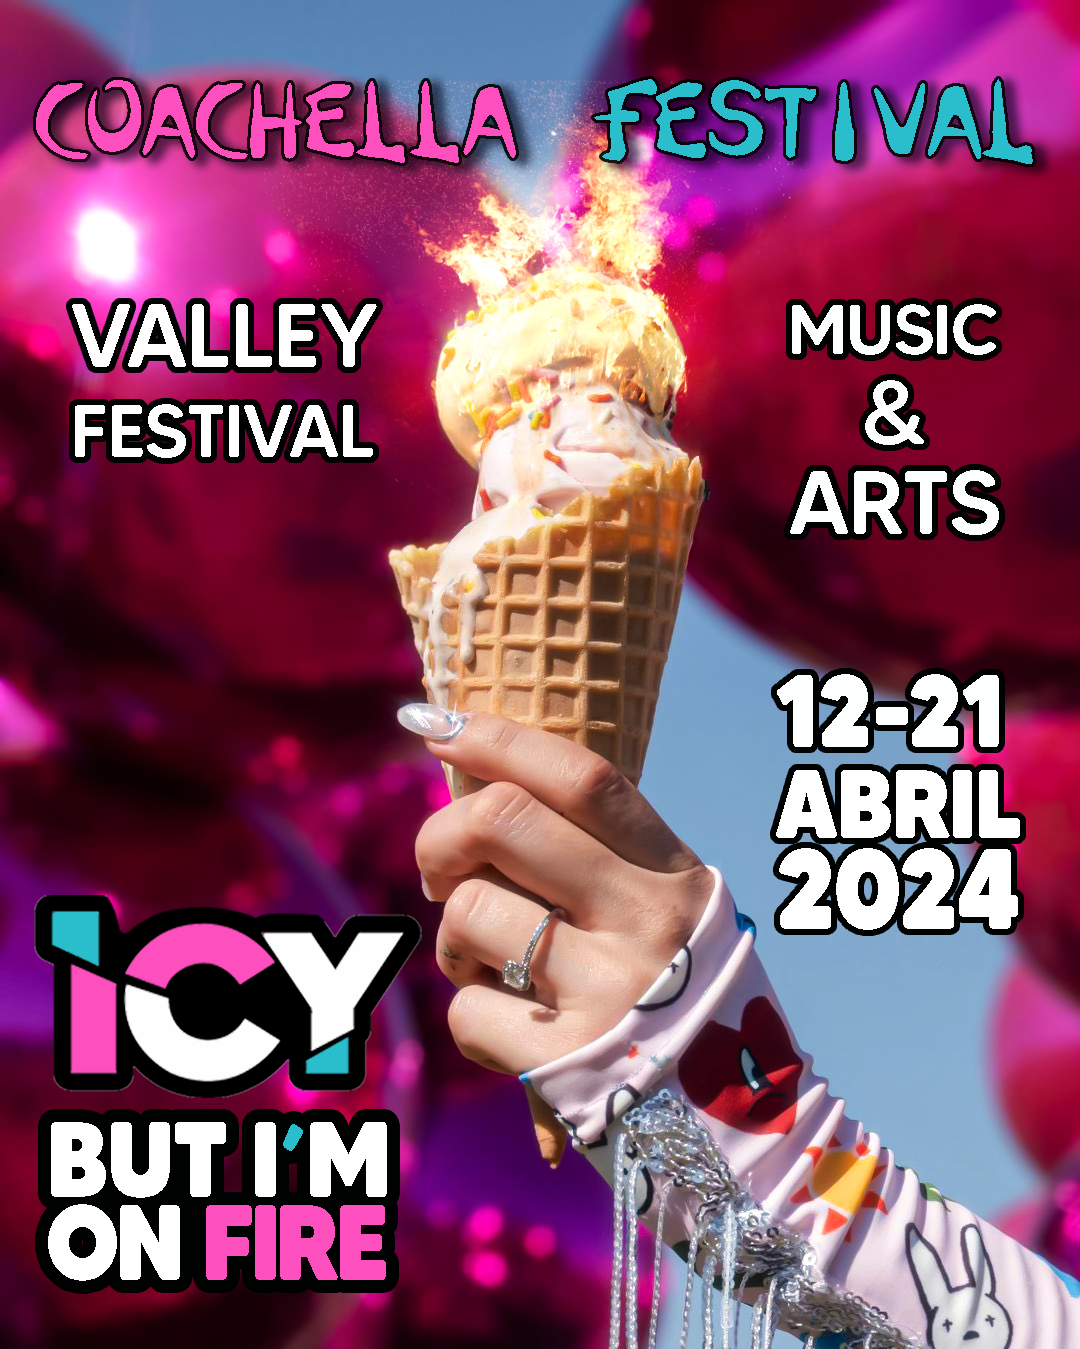 COACHELLA FESTIVAL
VALLEY
FESTIVAL
MUSIC
&
ARTS
12-21
ABRIL
2024
ICY
BUT I'M
ON FIRE